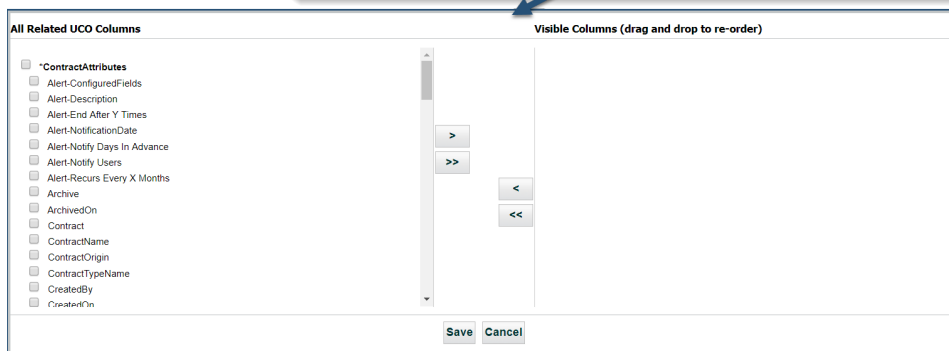 All Related UCO Columns
Visible Columns (drag and drop to re-order)
*ContractAttributes
Alert-ConfiguredFields
Alert-Description
Alert-End After Y Times
Alert-NotificationDate
Alert-Notify Days In Advance
Alert-Notify Users
Alert-Recurs Every X Months
Archive
ArchivedOn
Contract
ContractName
ContractOrigin
ContractTypeName
CreatedBy
CreatedOn
>
>>
<
<<
Save Cancel